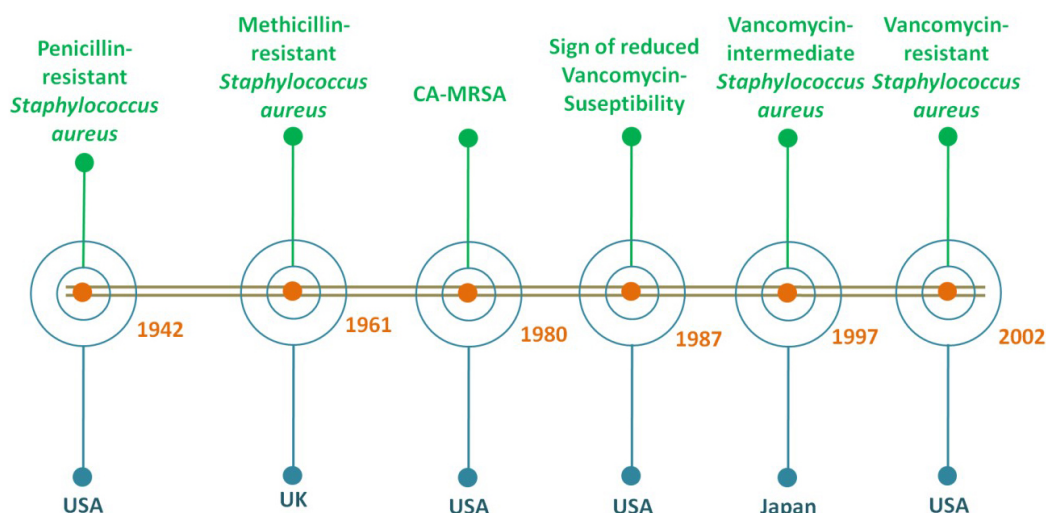 Penicillin-
resistant
Staphylococcus
aureus
Methicillin-
resistant
Staphylococcus
aureus
CA-MRSA
Sign of reduced
Vancomycin-
Suseptibility
Vancomycin-
intermediate
Staphylococcus
aureus
Vancomycin-
resistant
Staphylococcus
aureus
1942
1961
1980
1987
1997
2002
USA
UK
USA
USA
Japan
USA